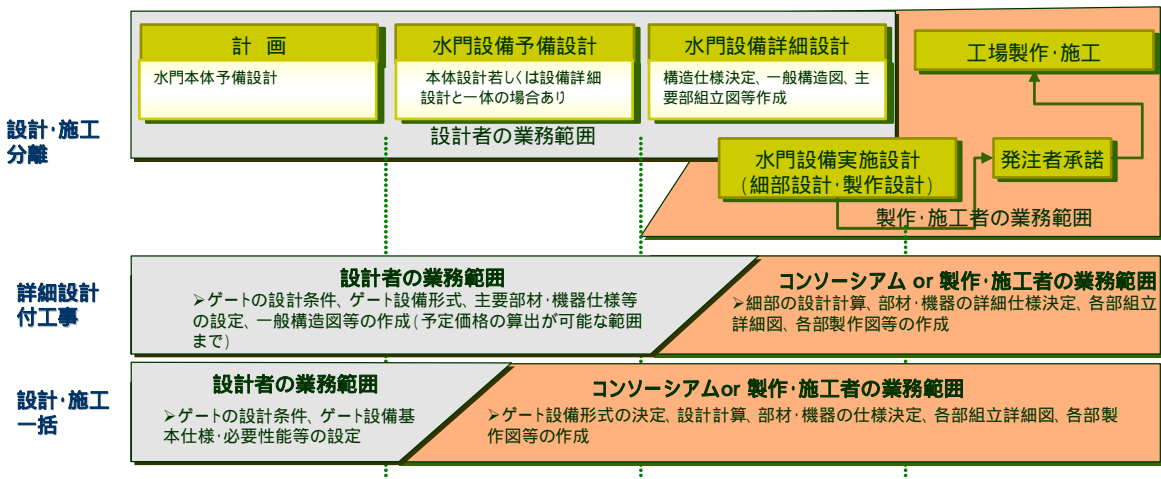 計 画
水門本体予備設計
水門設備予備設計
本体設計若しくは設備詳細
設計と一体の場合あり
水門設備詳細設計
構造仕様決定、一般構造図、主
要部組立図等作成
工場製作･施工
設計･施工
分離
設計者の業務範囲
水門設備実施設計
(細部設計･製作設計)
発注者承諾
製作･施工者の業務範囲
詳細設計
付工事
設計者の業務範囲
➢ゲートの設計条件、ゲート設備形式、主要部材･機器仕様等
の設定、一般構造図等の作成(予定価格の算出が可能な範囲
まで)
コンソーシアム or 製作･施工者の業務範囲
➢細部の設計計算、部材･機器の詳細仕様決定、各部組立
詳細図、各部製作図等の作成
設計･施工
一括
設計者の業務範囲
➢ゲートの設計条件、ゲート設備基
本仕様･必要性能等の設定
コンソーシアムor 製作･施工者の業務範囲
➢ゲート設備形式の決定、設計計算、部材･機器の仕様決定、各部組立詳細図、各部製
作図等の作成